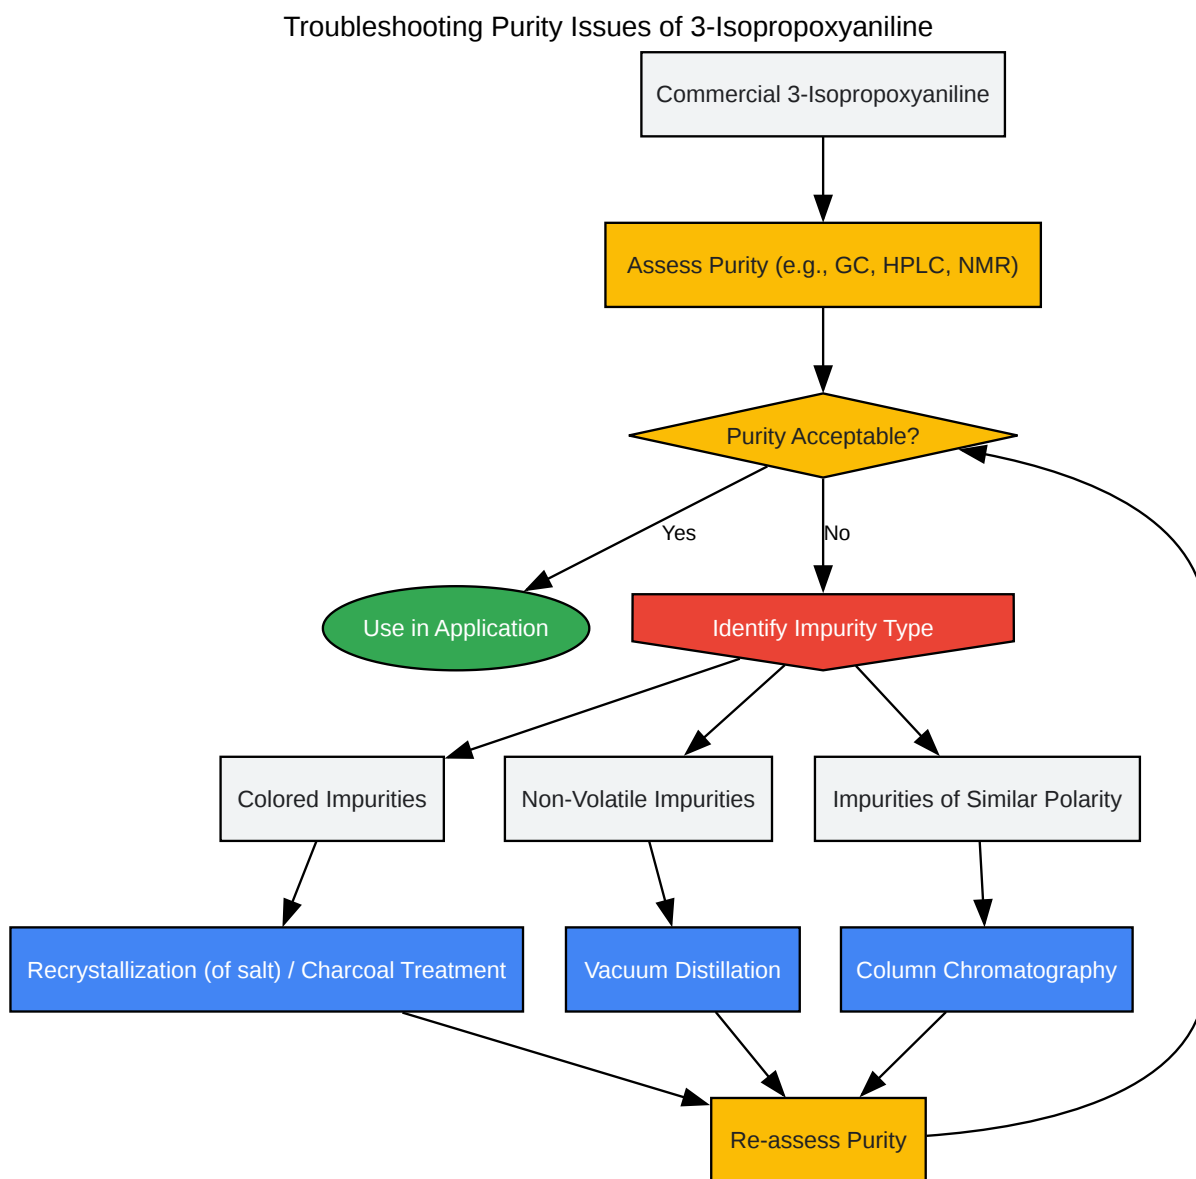 Troubleshooting Purity Issues of 3-Isopropoxyaniline
Commercial 3-Isopropoxyaniline
Assess Purity (e.g., GC, HPLC, NMR)
Purity Acceptable?
Yes
No
Use in Application
Identify Impurity Type
Colored Impurities
Non-Volatile Impurities
Impurities of Similar Polarity
Recrystallization (of salt) / Charcoal Treatment
Vacuum Distillation
Column Chromatography
Re-assess Purity